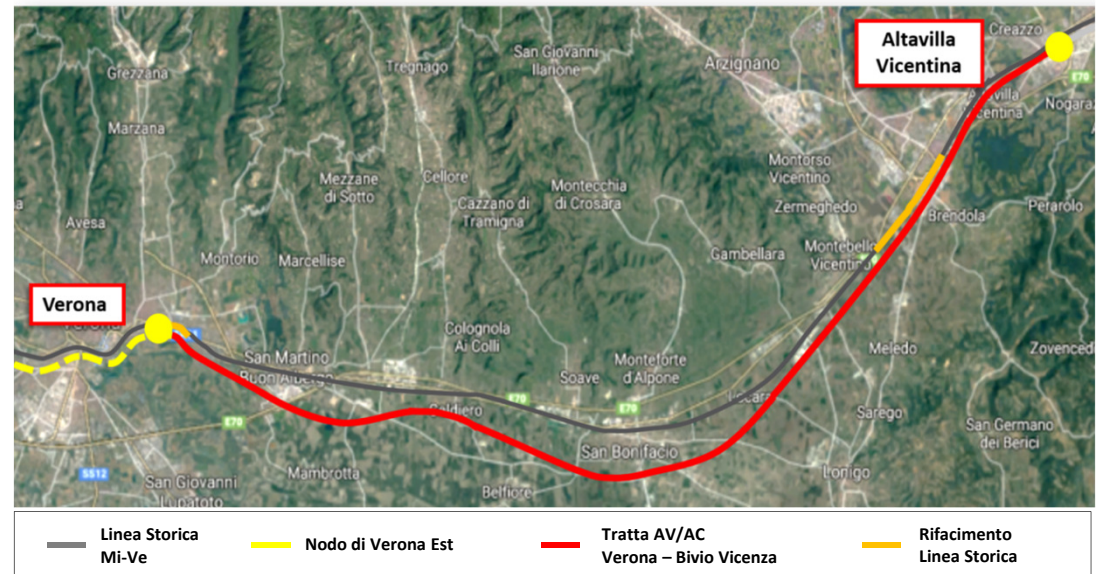 Creazzo
Altavilla
Vicentina
San Giovanni
Ilarione
Tregnago
Arzignano
Grezzana
E70
Nogara
Vicentina
Marzana
Montorso
Vicentino
Mezzane
di Sotto
Cellore
Montecchia
di Crosara
Cazzano di
Tramigna
Zermeghedo
Brendola
Perarolo
Avesa
Montorio
Marcellise
Gambellara
Montebello
Vicentino
Verona
Colognola
Ai Colli
San Martino
Buon Albergo
Monteforte
d'Alpone
Soave
Meledo
Zovenced
E70
E70
Caldiero
Sarego
E70
San Bonifacio
San Germano
dei Berici
Lonigo
SS12
San Giovanni
Lupatoto
Mambrotta
Belfiore
Linea Storica
Mi-Ve
Nodo di Verona Est
Tratta AV/AC
Verona – Bivio Vicenza
Rifacimento
Linea Storica